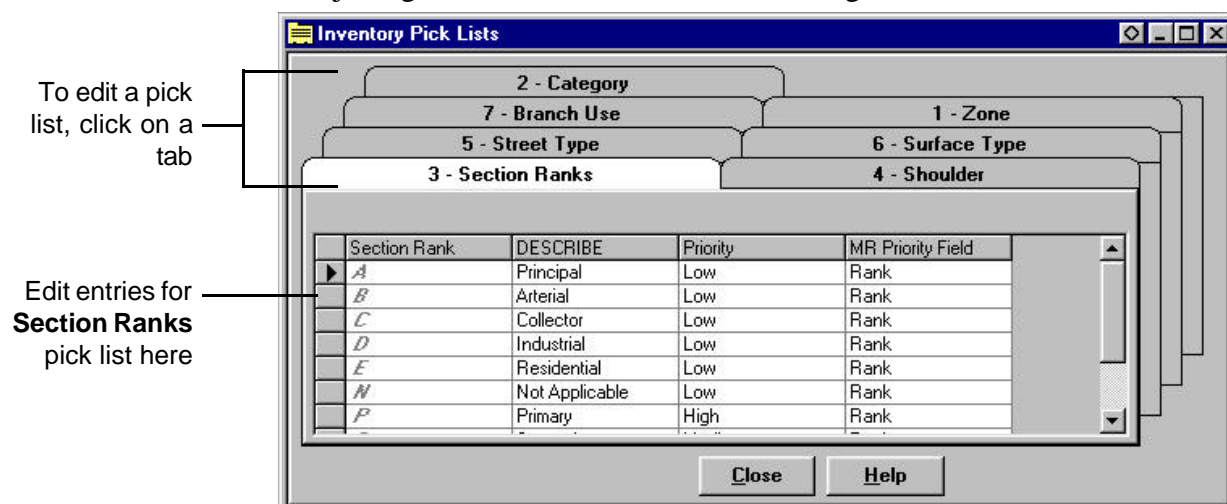 Inventory Pick Lists
To edit a pick
list, click on a
tab
2 - Category
7 - Branch Use
1 - Zone
5 - Street Type
6 - Surface Type
3 - Section Ranks
4 - Shoulder
Section Rank DESCRIBE Priority MR Priority Field
A Principal Low Rank
B Arterial Low Rank
C Collector Low Rank
D Industrial Low Rank
E Residential Low Rank
N Not Applicable Low Rank
P Primary High Rank
Edit entries for
Section Ranks
pick list here
Close Help